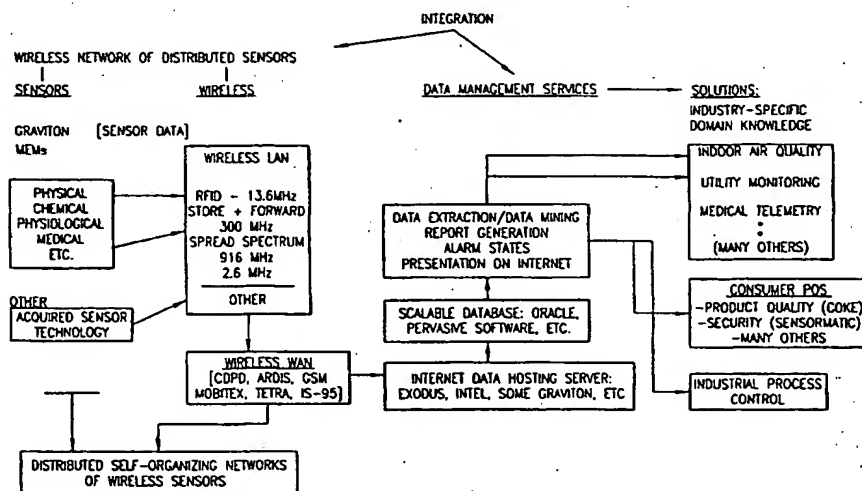 INTEGRATION
WIRELESS NETWORK OF DISTRIBUTED SENSORS
SENSORS
WIRELESS
DATA MANAGEMENT SERVICES
SOLUTIONS:
INDUSTRY-SPECIFIC
DOMAIN KNOWLEDGE
GRAVITON [SENSOR DATA]
MEMs
PHYSICAL
CHEMICAL
PHYSIOLOGICAL
MEDICAL
ETC.
OTHER
ACQUIRED SENSOR
TECHNOLOGY
WIRELESS LAN
RFID - 13.6MHz
STORE + FORWARD
300 MHz
SPREAD SPECTRUM
916 MHz
2.6 MHz
OTHER
WIRELESS WAN
[CDPD, ARDIS, GSM
MOBITEX, TETRA, IS-95]
DISTRIBUTED SELF-ORGANIZING NETWORKS
OF WIRELESS SENSORS
DATA EXTRACTION/DATA MINING
REPORT GENERATION
ALARM STATES
PRESENTATION ON INTERNET
SCALABLE DATABASE: ORACLE,
PERVASIVE SOFTWARE, ETC.
INTERNET DATA HOSTING SERVER:
EXODUS, INTEL, SOME GRAVITON, ETC
INDOOR AIR QUALITY
UTILITY MONITORING
MEDICAL TELEMETRY
(MANY OTHERS)
CONSUMER POS
-PRODUCT QUALITY (COKE)
-SECURITY (SENSORMATIC)
-MANY OTHERS
INDUSTRIAL PROCESS
CONTROL